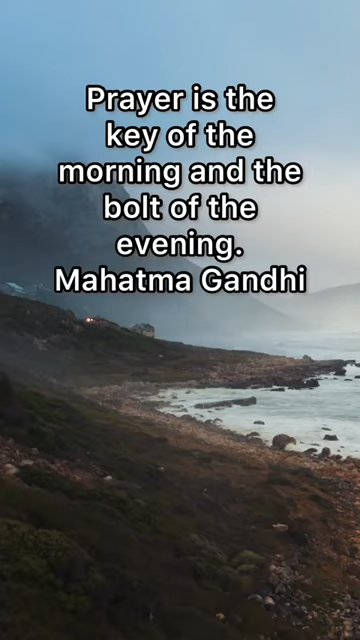 Prayer is the
key of the
morning and the
bolt of the
evening.
Mahatma Gandhi